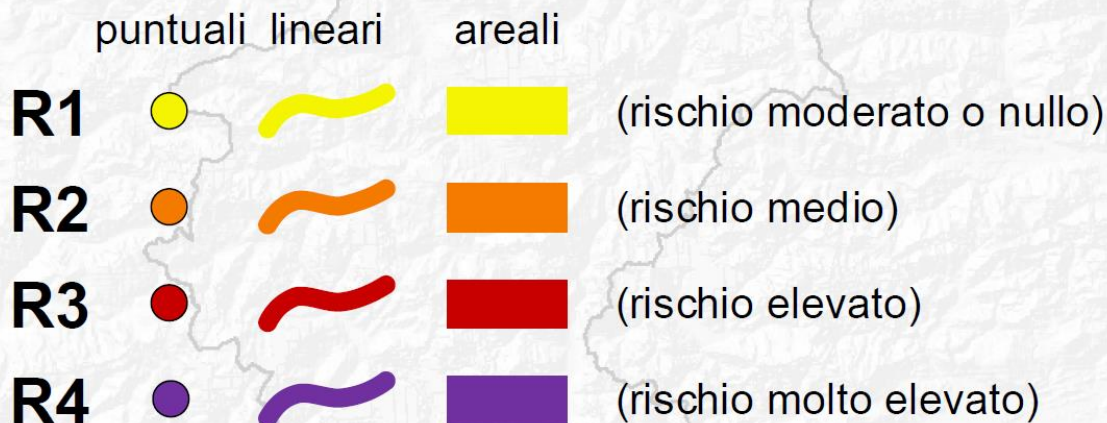 puntuali lineari areali
R1 (rischio moderato o nullo)
R2 (rischio medio)
R3 (rischio elevato)
R4 (rischio molto elevato)